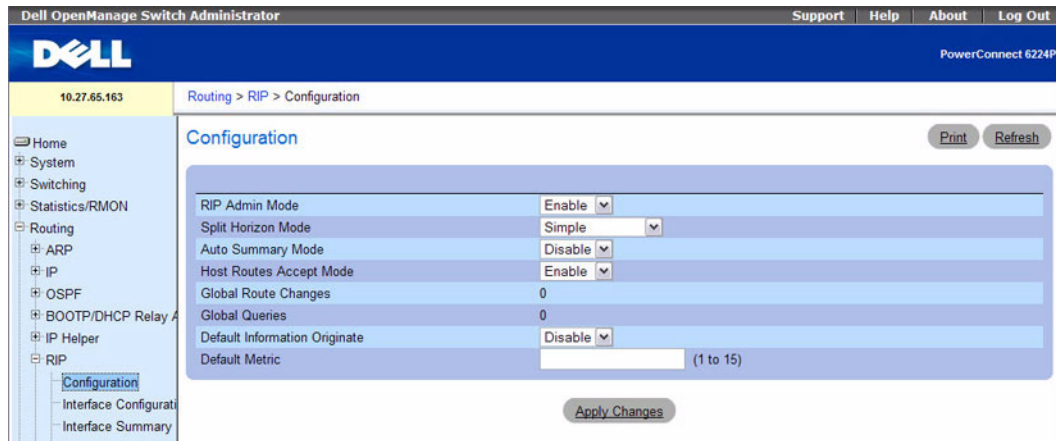 Dell OpenManage Switch Administrator
Support Help About Log Out
DELL
PowerConnect 6224P
10.27.65.163
Routing > RIP > Configuration
Home
System
Switching
Statistics/RMON
Routing
ARP
IP
OSPF
BOOTP/DHCP Relay A
IP Helper
RIP
Configuration
Interface Configurati
Interface Summary
Configuration
Print Refresh
RIP Admin Mode Enable
Split Horizon Mode Simple
Auto Summary Mode Disable
Host Routes Accept Mode Enable
Global Route Changes 0
Global Queries 0
Default Information Originate Disable
Default Metric (1 to 15)
Apply Changes